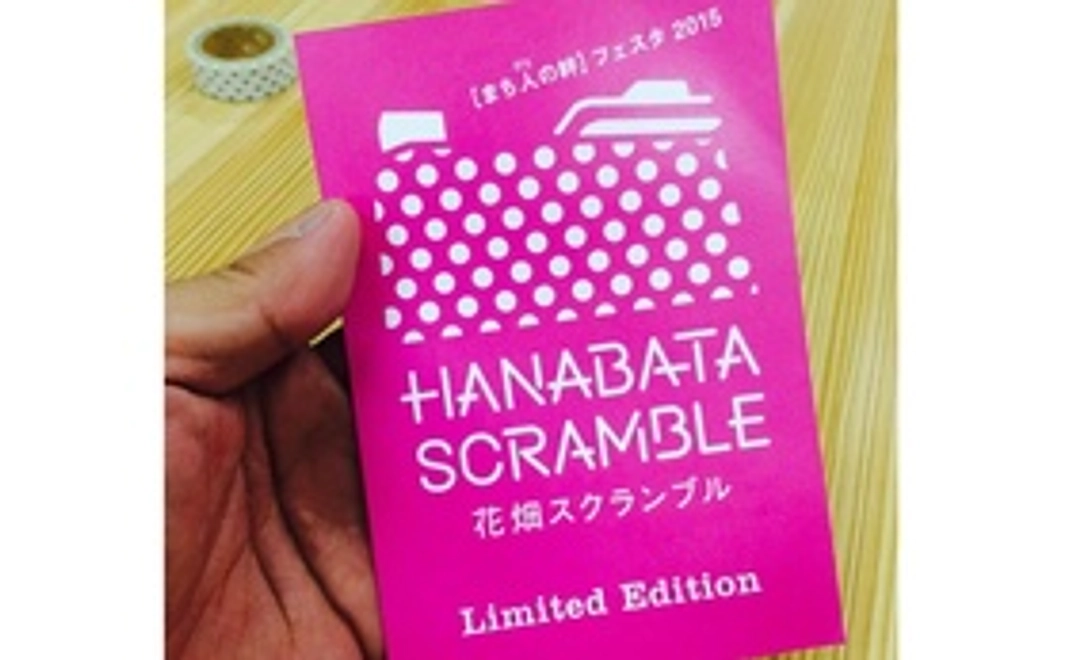 [まち人の絆] フェスタ 2015
HANABATA
SCRAMBLE
花畑スクランブル
Limited Edition